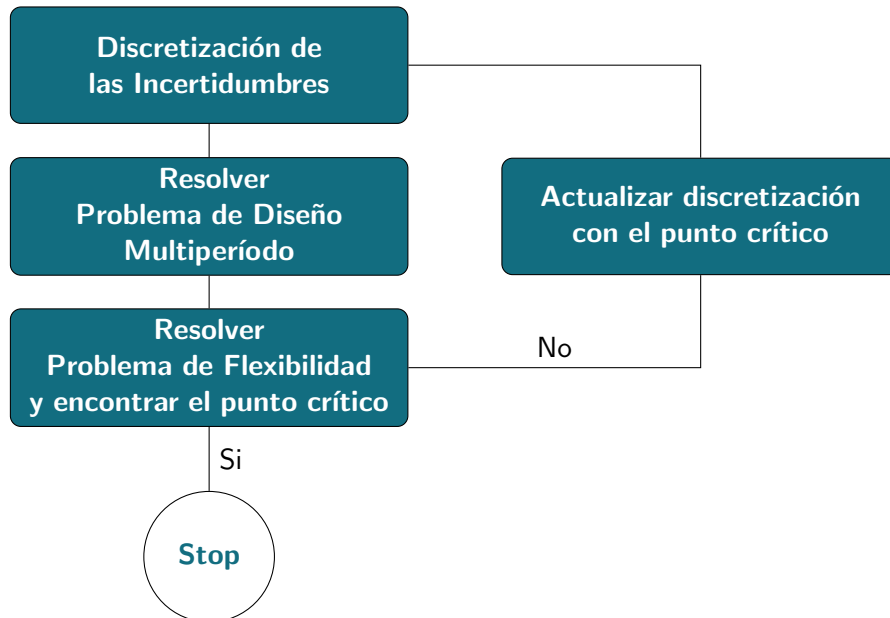 Discretización de
las Incertidumbres
Resolver
Problema de Diseño
Multiperíodo
Actualizar discretización
con el punto crítico
Resolver
Problema de Flexibilidad
y encontrar el punto crítico
No
Si
Stop